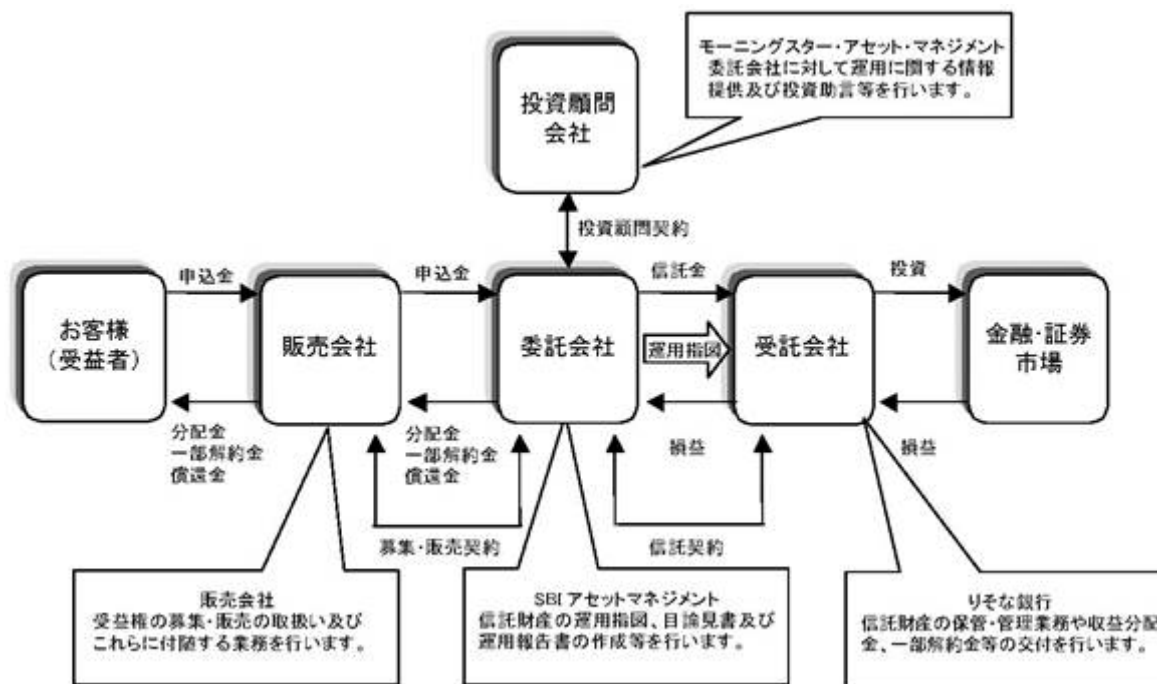 モーニングスター・アセット・マネジメント
委託会社に対して運用に関する情報
提供及び投資助言等を行います。
投資顧問
会社
投資顧問契約
申込金
申込金
信託金
投資
お客様
（受益者）
販売会社
委託会社
運用指図
受託会社
金融・証券
市場
分配金
一部解約金
償還金
分配金
一部解約金
償還金
損益
損益
募集・販売契約
信託契約
販売会社
受益権の募集・販売の取扱い及び
これらに付随する業務を行います。
SBIアセットマネジメント
信託財産の運用指図、目論見書及び
運用報告書の作成等を行います。
りそな銀行
信託財産の保管・管理業務や収益分配
金、一部解約金等の交付を行います。